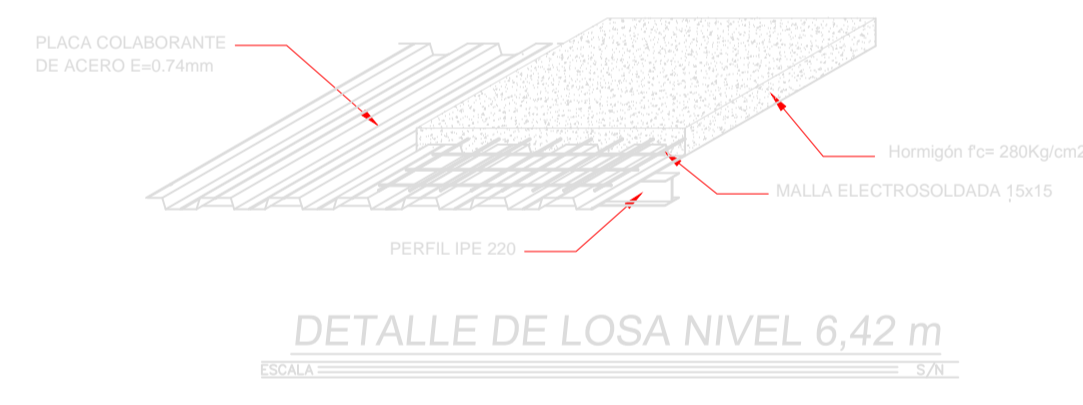 PLACA COLABORANTE
DE ACERO E=0.74mm
Hormigón f'c= 280Kg/cm2
MALLA ELECTROSOLDADA 15x15
PERFIL IPE 220
DETALLE DE LOSA NIVEL 6,42 m
ESCALA S/N